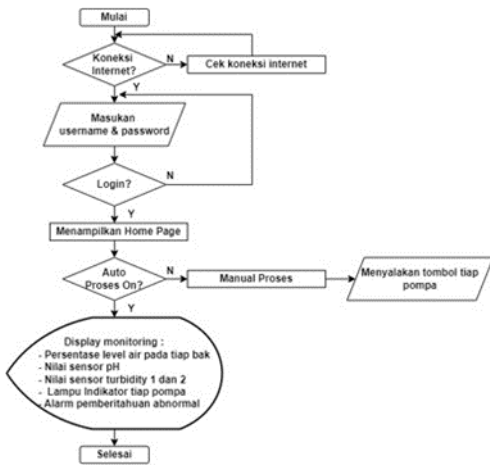 Mulai
Koneksi
Internet?
N
Cek koneksi internet
Y
Masukan
username & password
Login?
N
Y
Menampilkan Home Page
Auto
Proses On?
N
Manual Proses
Menyalakan tombol tiap
pompa
Y
Display monitoring :
- Persentase level air pada tiap bak
- Nilai sensor pH
- Nilai sensor turbidity 1 dan 2
- Lampu Indikator tiap pompa
- Alarm pemberitahuan abnormal
Selesai